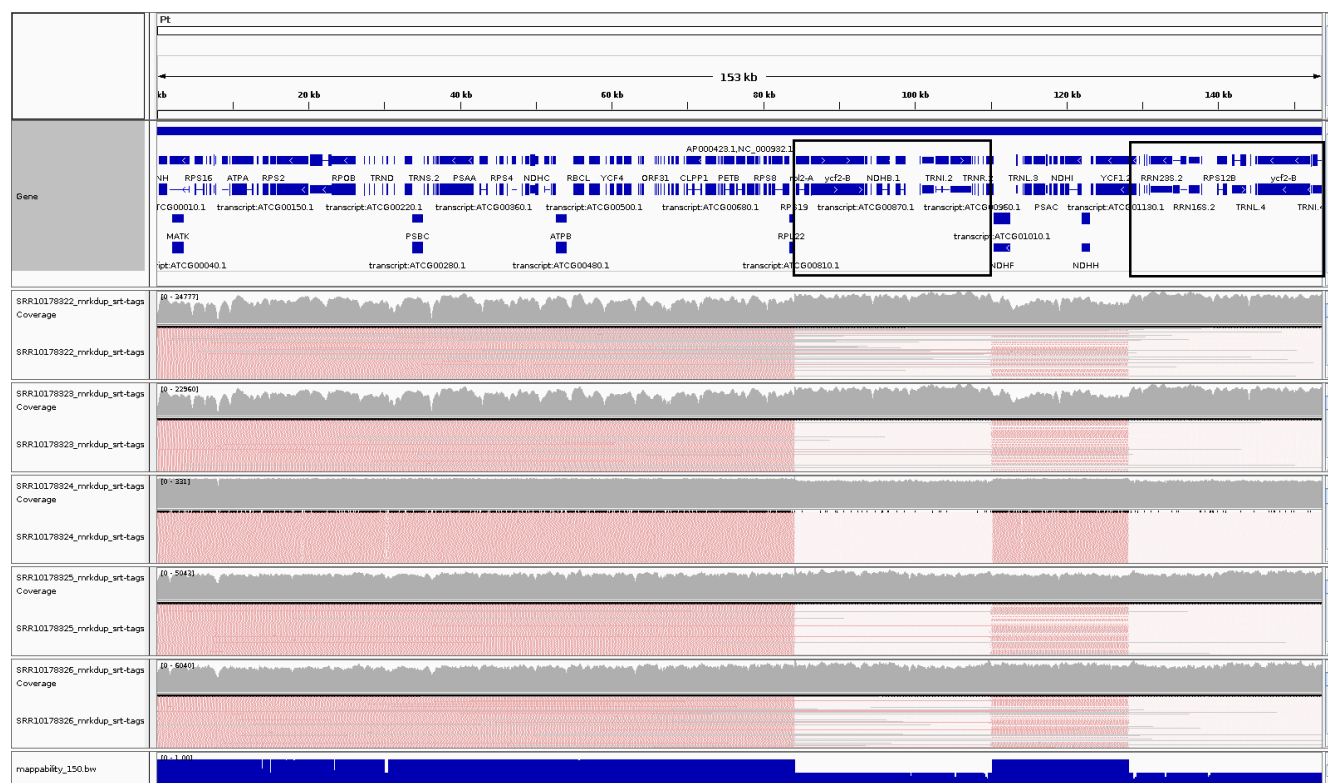 Pt
153 kb
kb 20 kb 40 kb 60 kb 80 kb 100 kb 120 kb 140 kb
AP000423.1,NC_000932.1
Gene
NH RPS16 ATPA RPS2 RPOB TRND TRNS.2 PSAA RPS4 NDHC RBCL YCF4 ORF31 CLPP1 PETB RPS8 rpl2-A ycf2-B NDHB.1 TRNI.2 TRNR.2 TRNL.3 NDHI YCF1.2 RRN23S.2 RPS12B ycf2-B
TCG00010.1 transcript:ATCG00150.1 transcript:ATCG00220.1 transcript:ATCG00360.1 transcript:ATCG00500.1 transcript:ATCG00680.1 RPS19 transcript:ATCG00870.1 transcript:ATCG00950.1 PSAC transcript:ATCG01130.1 RRN16S.2 TRNL.4 TRNI.4
MATK PSBC ATPB RPL22 transcript:ATCG01010.1
ript:ATCG00040.1 transcript:ATCG00280.1 transcript:ATCG00480.1 transcript:ATCG00810.1 NDHF NDHH
SRR10178322_mrkdup_srt-tags
Coverage
[0 - 24777]
SRR10178322_mrkdup_srt-tags
SRR10178323_mrkdup_srt-tags
Coverage
[0 - 22960]
SRR10178323_mrkdup_srt-tags
SRR10178324_mrkdup_srt-tags
Coverage
[0 - 331]
SRR10178324_mrkdup_srt-tags
SRR10178325_mrkdup_srt-tags
Coverage
[0 - 5043]
SRR10178325_mrkdup_srt-tags
SRR10178326_mrkdup_srt-tags
Coverage
[0 - 6040]
SRR10178326_mrkdup_srt-tags
mappability_150.bw
[0 - 1.00]